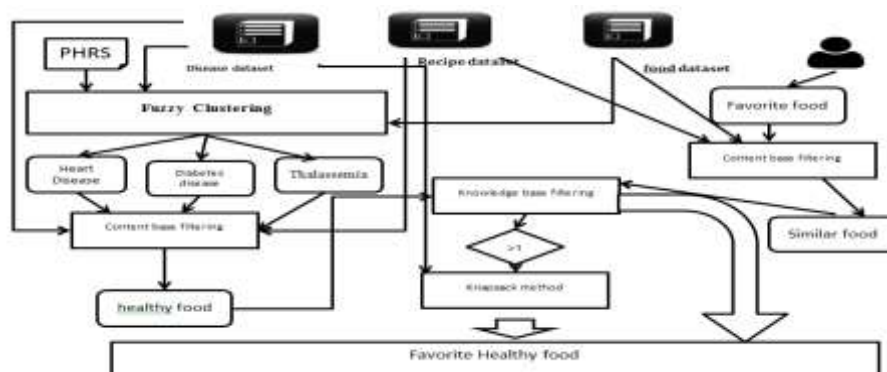 PHRS
Disease dataset
Recipe dataset
food dataset
Fuzzy Clustering
Favorite food
Heart
Disease
Diabetes
disease
Thalassemia
Content base filtering
Knowledge base filtering
Content base filtering
>1
Similar food
healthy food
Knapsack method
Favorite Healthy food